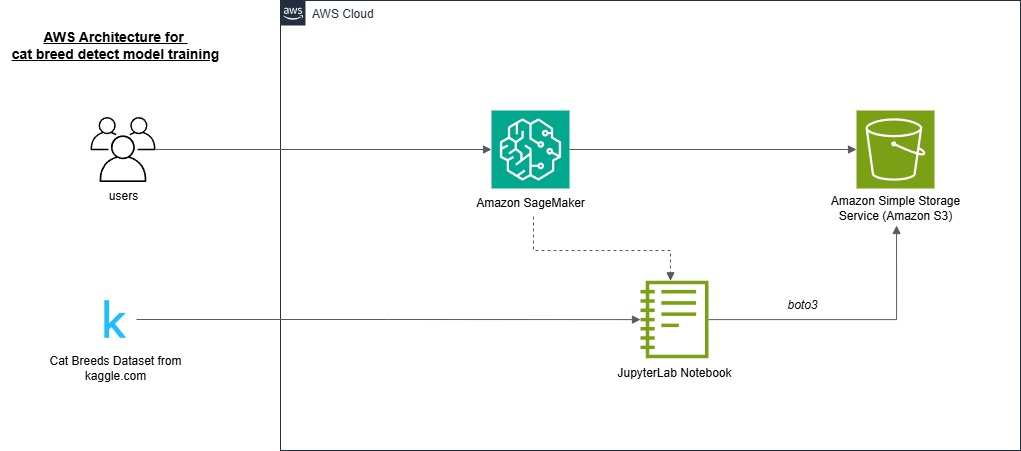 aws
AWS Cloud
AWS Architecture for
cat breed detect model training
users
Amazon SageMaker
Amazon Simple Storage
Service (Amazon S3)
boto3
k
Cat Breeds Dataset from
kaggle.com
JupyterLab Notebook